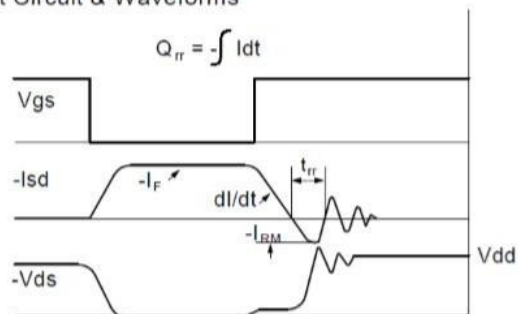 t Circuit & Waveforms
Qrr = -∫ Idt
Vgs
-Isd
-IF
dI/dt
trr
-IRM
Vdd
-Vds